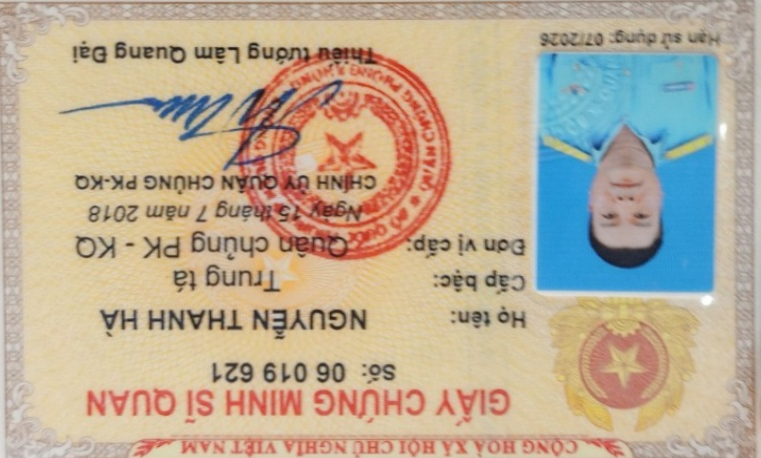 CỘNG HOÀ XÃ HỘI CHỦ NGHĨA VIỆT NAM
GIẤY CHỨNG MINH SĨ QUAN
Số: 06 019 621
Họ tên: NGUYỄN THANH HÀ
Cấp bậc: Trung tá
Đơn vị cấp: Quân chủng PK - KQ
Ngày 15 tháng 7 năm 2018
CHÍNH ỦY QUÂN CHỦNG PK-KQ
Thiếu tướng Lâm Quang Đại
Hạn sử dụng: 07/2026